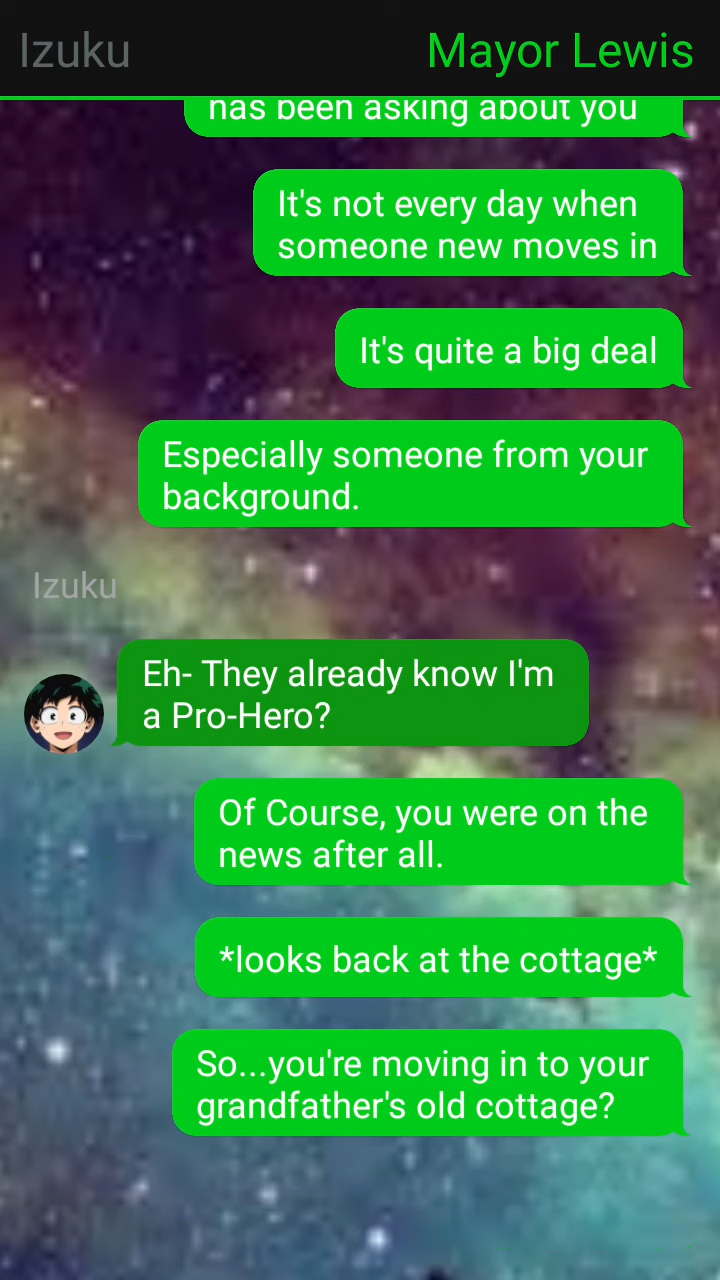 Izuku
Mayor Lewis
has been asking about you
It's not every day when
someone new moves in
It's quite a big deal
Especially someone from your
background.
Izuku
Eh- They already know I'm
a Pro-Hero?
Of Course, you were on the
news after all.
*looks back at the cottage*
So...you're moving in to your
grandfather's old cottage?